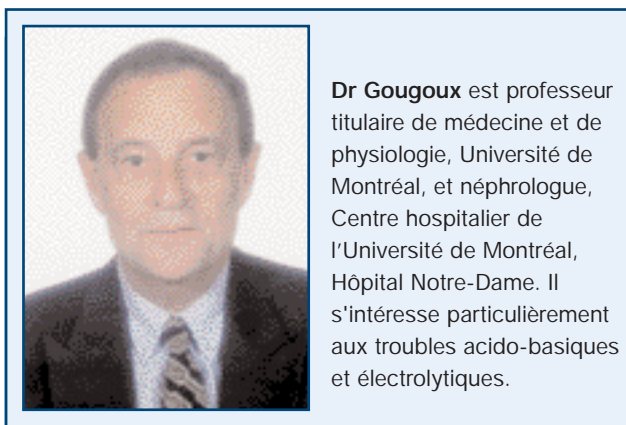 Dr Gougoux est professeur
titulaire de médecine et de
physiologie, Université de
Montréal, et néphrologue,
Centre hospitalier de
l'Université de Montréal,
Hôpital Notre-Dame. Il
s'intéresse particulièrement
aux troubles acido-basiques
et électrolytiques.